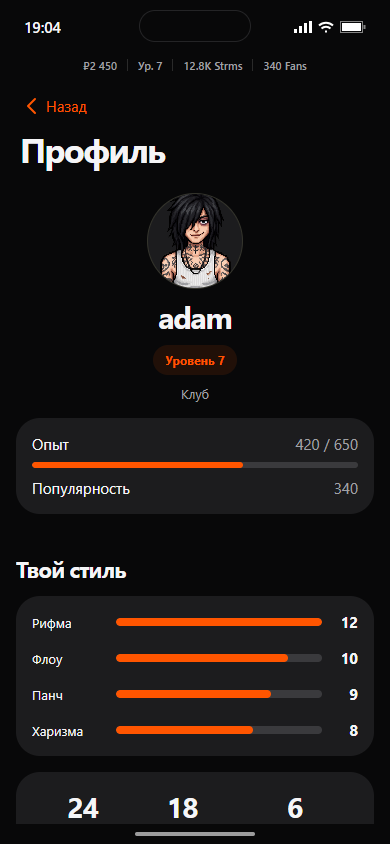 19:04
₽2 450 Ур. 7 12.8K Strms 340 Fans
Назад
Профиль
adam
Уровень 7
Клуб
Опыт 420 / 650
Популярность 340
Твой стиль
Рифма 12
Флоу 10
Панч 9
Харизма 8
24 18 6